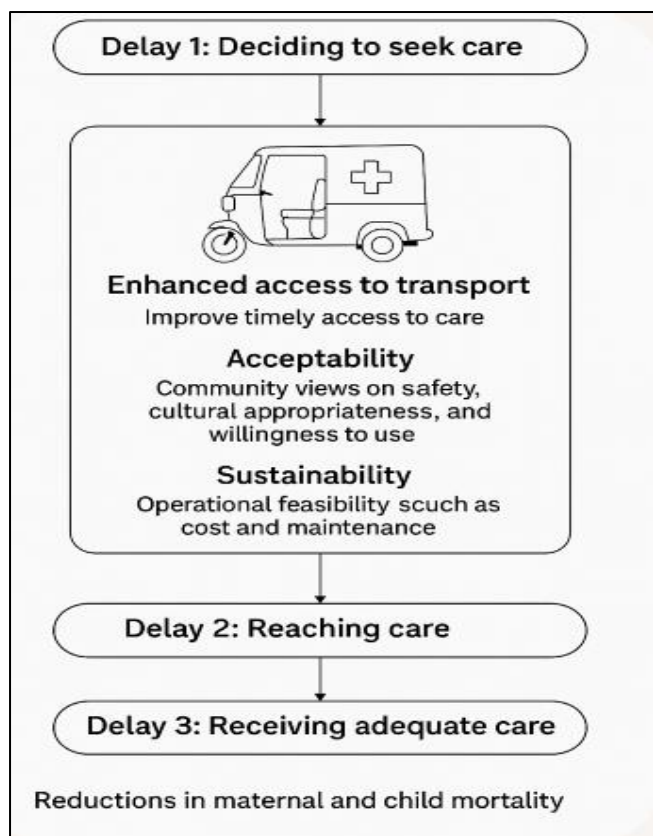 Delay 1: Deciding to seek care
Enhanced access to transport
Improve timely access to care
Acceptability
Community views on safety,
cultural appropriateness, and
willingness to use
Sustainability
Operational feasibility scuch as
cost and maintenance
Delay 2: Reaching care
Delay 3: Receiving adequate care
Reductions in maternal and child mortality